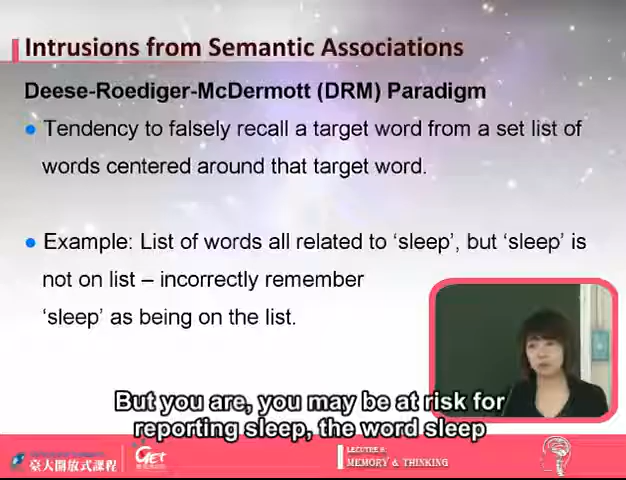 Intrusions from Semantic Associations
Deese-Roediger-McDermott (DRM) Paradigm
Tendency to falsely recall a target word from a set list of
words centered around that target word.
Example: List of words all related to ‘sleep’, but ‘sleep’ is
not on list – incorrectly remember
‘sleep’ as being on the list.
But you are, you may be at risk for
reporting sleep, the word sleep
臺大開放式課程
GET
LECUTRE 6:
MEMORY & THINKING